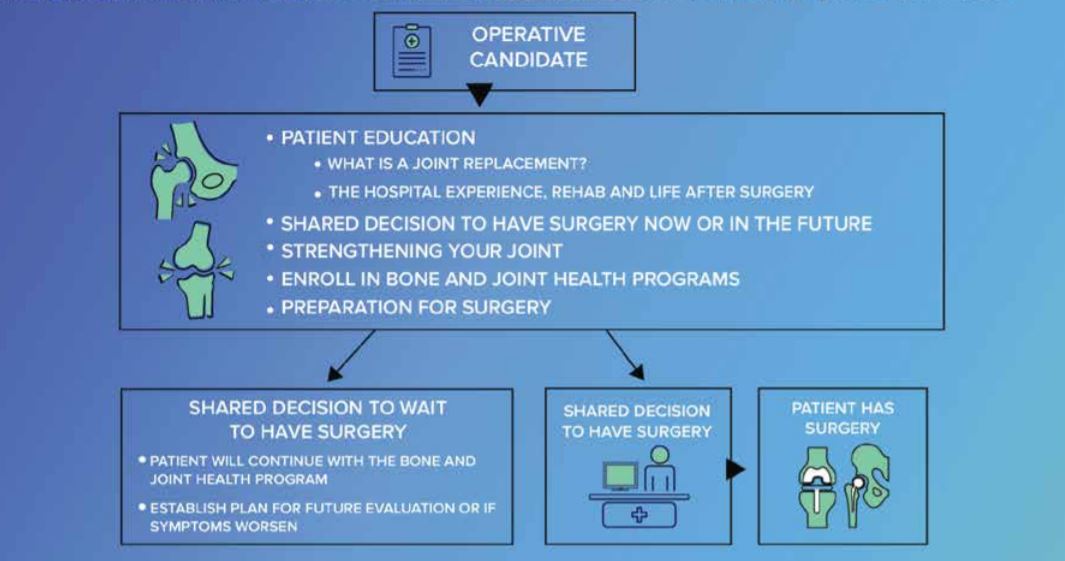 OPERATIVE
CANDIDATE
• PATIENT EDUCATION
• WHAT IS A JOINT REPLACEMENT?
• THE HOSPITAL EXPERIENCE, REHAB AND LIFE AFTER SURGERY
• SHARED DECISION TO HAVE SURGERY NOW OR IN THE FUTURE
• STRENGTHENING YOUR JOINT
• ENROLL IN BONE AND JOINT HEALTH PROGRAMS
• PREPARATION FOR SURGERY
SHARED DECISION TO WAIT
TO HAVE SURGERY
• PATIENT WILL CONTINUE WITH THE BONE AND
JOINT HEALTH PROGRAM
• ESTABLISH PLAN FOR FUTURE EVALUATION OR IF
SYMPTOMS WORSEN
SHARED DECISION
TO HAVE SURGERY
PATIENT HAS
SURGERY